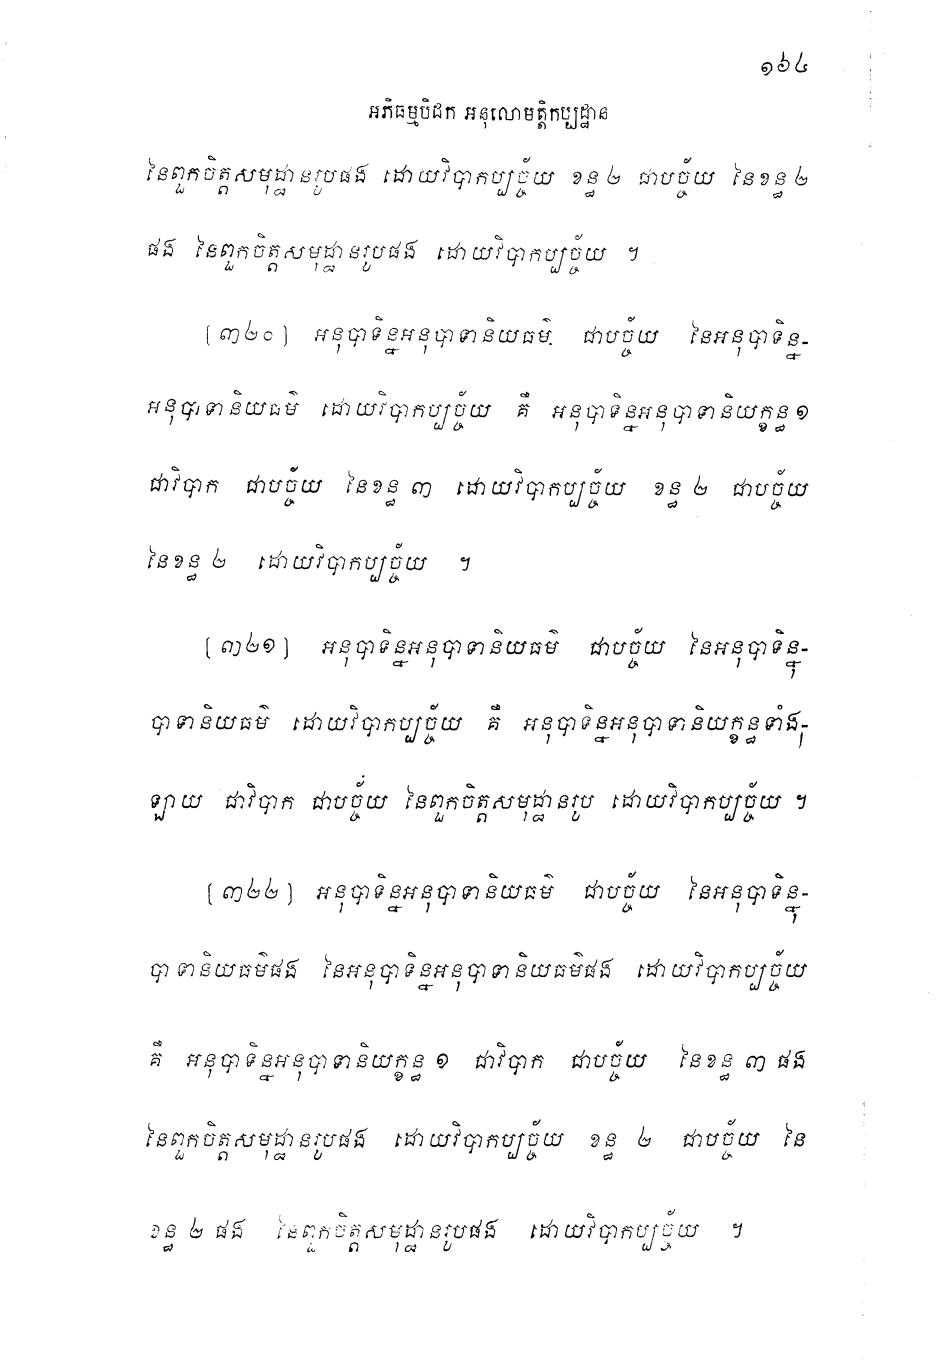 ១៦៤
អភិធម្មបិដក អនុលោមត្តិកប្បដ្ឋាន
នៃពួកចិត្តសមុដ្ឋានរូបផង ដោយវិបាកប្បច្ច័យ ខន្ធ ២ ជាបច្ច័យ នៃខន្ធ ២
ផង នៃពួកចិត្តសមុដ្ឋានរូបផង ដោយវិបាកប្បច្ច័យ ។
[៣២០] អនុបាទិន្នអនុបាទានិយធម៌ ជាបច្ច័យ នៃអនុបាទិន្ន-
អនុបាទានិយធម៌ ដោយវិបាកប្បច្ច័យ គឺ អនុបាទិន្នអនុបាទានិយក្ខន្ធ ១
ជាវិបាក ជាបច្ច័យ នៃខន្ធ ៣ ដោយវិបាកប្បច្ច័យ ខន្ធ ២ ជាបច្ច័យ
នៃខន្ធ ២ ដោយវិបាកប្បច្ច័យ ។
[៣២១] អនុបាទិន្នអនុបាទានិយធម៌ ជាបច្ច័យ នៃអនុបាទិន្នុ-
បាទានិយធម៌ ដោយវិបាកប្បច្ច័យ គឺ អនុបាទិន្នអនុបាទានិយក្ខន្ធទាំង-
ឡាយ ជាវិបាក ជាបច្ច័យ នៃពួកចិត្តសមុដ្ឋានរូប ដោយវិបាកប្បច្ច័យ ។
[៣២២] អនុបាទិន្នអនុបាទានិយធម៌ ជាបច្ច័យ នៃអនុបាទិន្នុ-
បាទានិយធម៌ផង នៃអនុបាទិន្នអនុបាទានិយធម៌ផង ដោយវិបាកប្បច្ច័យ
គឺ អនុបាទិន្នអនុបាទានិយក្ខន្ធ ១ ជាវិបាក ជាបច្ច័យ នៃខន្ធ ៣ ផង
នៃពួកចិត្តសមុដ្ឋានរូបផង ដោយវិបាកប្បច្ច័យ ខន្ធ ២ ជាបច្ច័យ នៃ
ខន្ធ ២ ផង នៃពួកចិត្តសមុដ្ឋានរូបផង ដោយវិបាកប្បច្ច័យ ។